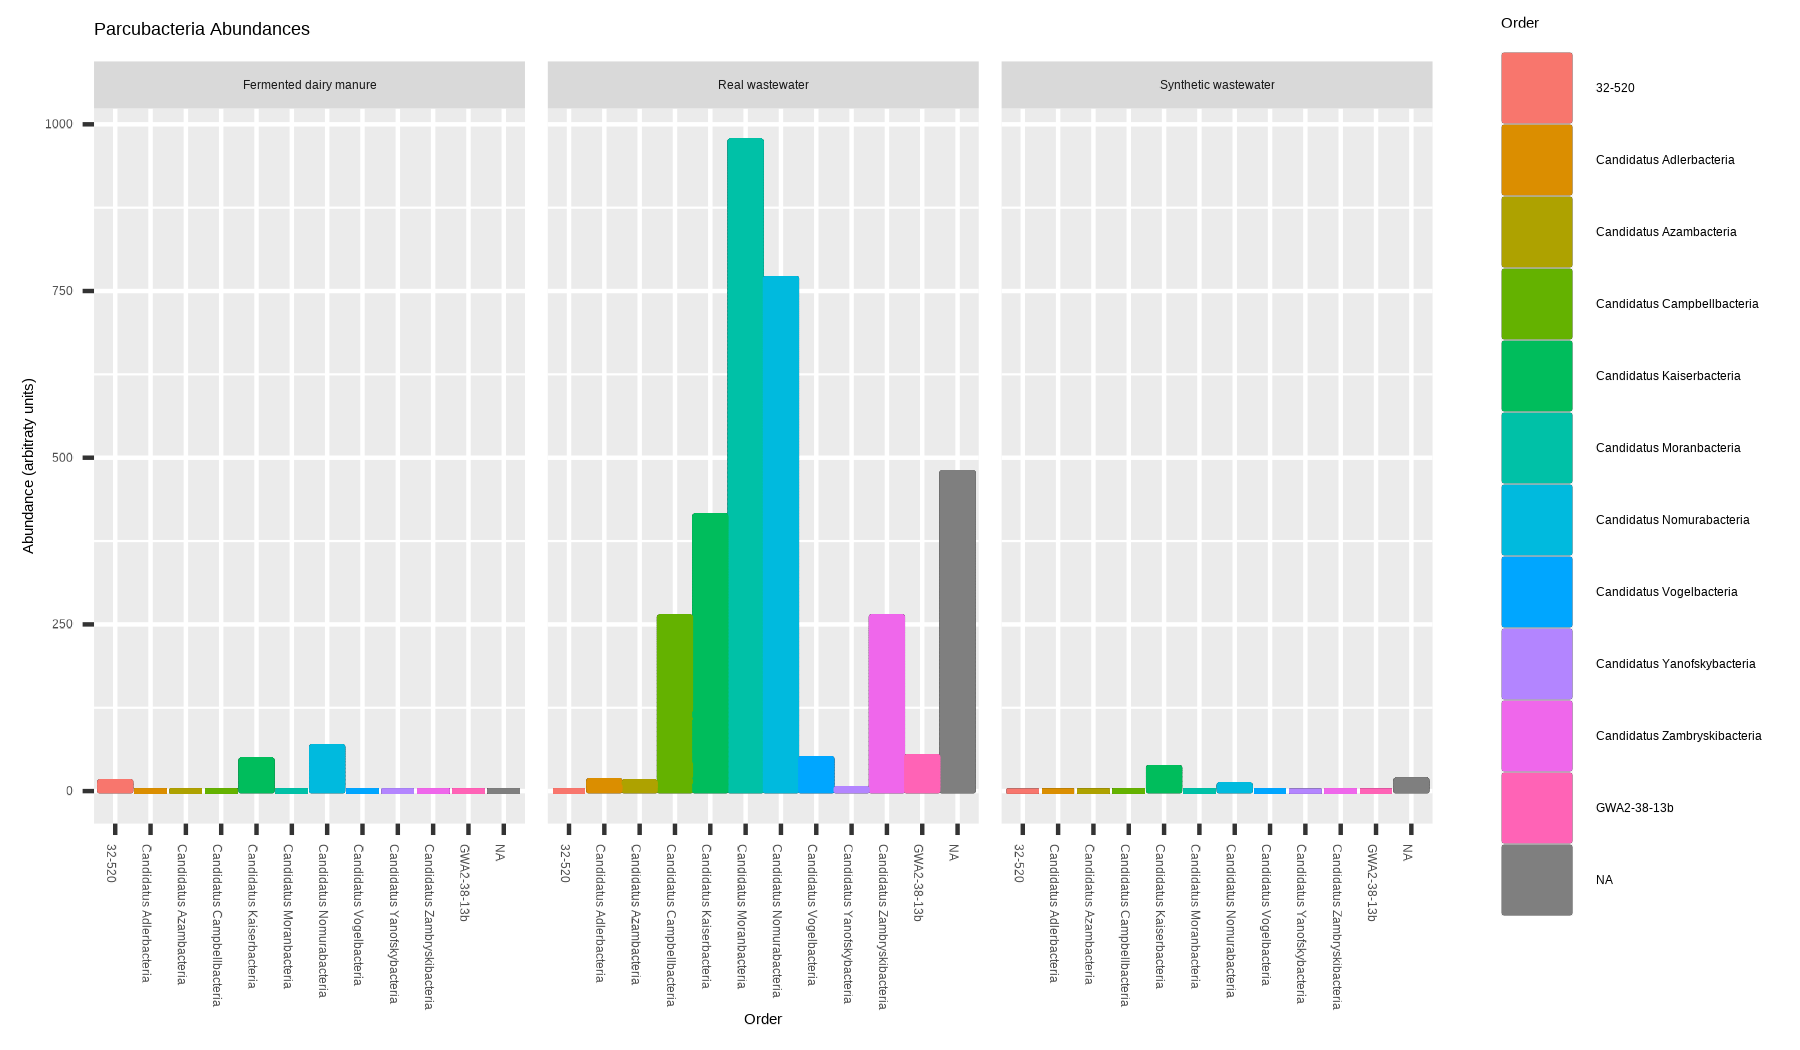 Parcubacteria Abundances
Fermented dairy manure
Real wastewater
Synthetic wastewater
Abundance (arbitraty units)
1000
750
500
250
0
32-520
Candidatus Adlerbacteria
Candidatus Azambacteria
Candidatus Campbellbacteria
Candidatus Kaiserbacteria
Candidatus Moranbacteria
Candidatus Nomurabacteria
Candidatus Vogelbacteria
Candidatus Yanofskybacteria
Candidatus Zambryskibacteria
GWA2-38-13b
NA
32-520
Candidatus Adlerbacteria
Candidatus Azambacteria
Candidatus Campbellbacteria
Candidatus Kaiserbacteria
Candidatus Moranbacteria
Candidatus Nomurabacteria
Candidatus Vogelbacteria
Candidatus Yanofskybacteria
Candidatus Zambryskibacteria
GWA2-38-13b
NA
32-520
Candidatus Adlerbacteria
Candidatus Azambacteria
Candidatus Campbellbacteria
Candidatus Kaiserbacteria
Candidatus Moranbacteria
Candidatus Nomurabacteria
Candidatus Vogelbacteria
Candidatus Yanofskybacteria
Candidatus Zambryskibacteria
GWA2-38-13b
NA
Order
Order
32-520
Candidatus Adlerbacteria
Candidatus Azambacteria
Candidatus Campbellbacteria
Candidatus Kaiserbacteria
Candidatus Moranbacteria
Candidatus Nomurabacteria
Candidatus Vogelbacteria
Candidatus Yanofskybacteria
Candidatus Zambryskibacteria
GWA2-38-13b
NA